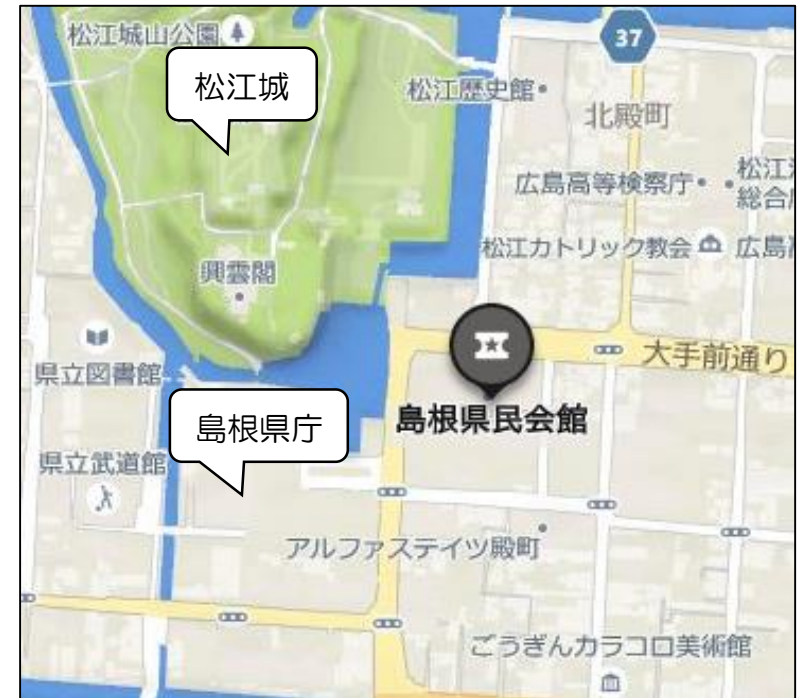 松江城山公園
37
松江城
松江歴史館
北殿町
広島高等検察庁
松江
総合
松江カトリック教会
広島
興雲閣
大手前通り
県立図書館
島根県民会館
島根県庁
県立武道館
アルファステイツ殿町
ごうぎんカラコロ美術館